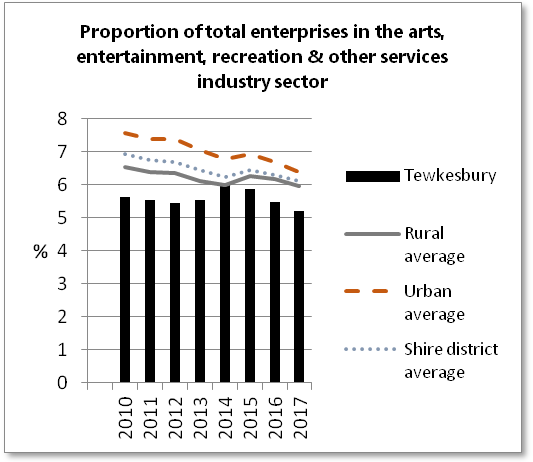 Proportion of total enterprises in the arts,
entertainment, recreation & other services
industry sector
8
7
6
5
% 4
3
2
1
0
2010
2011
2012
2013
2014
2015
2016
2017
Tewkesbury
Rural
average
Urban
average
Shire district
average